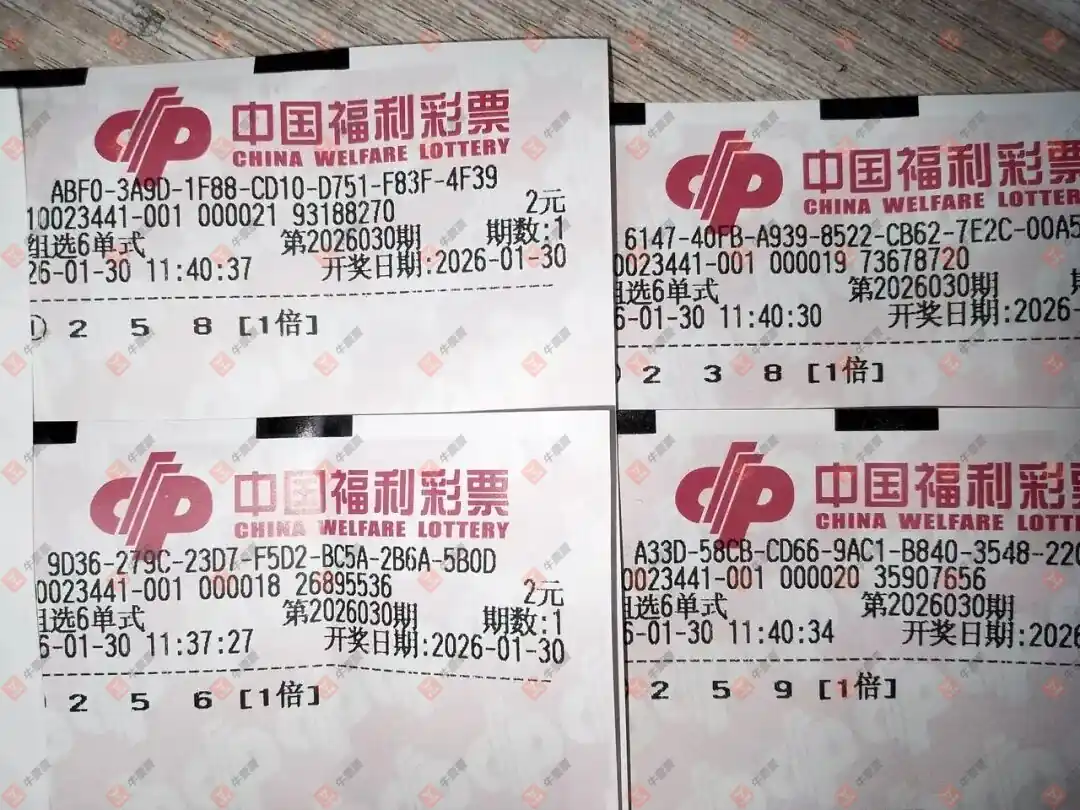 中国福利彩票
CHINA WELFARE LOTTERY
ABF0-3A9D-1F88-CD10-D751-F83F-4F39
10023441-001 000021 93188270 2元
组选6单式 第2026030期 期数:1
26-01-30 11:40:37 开奖日期:2026-01-30
① 2 5 8 [1倍]
中国福利彩票
CHINA WELFARE LOTTERY
6147-40FB-A939-8522-CB62-7E2C-00A5
0023441-001 000019 73678720
组选6单式 第2026030期
6-01-30 11:40:30 开奖日期:2026-
2 3 8 [1倍]
中国福利彩票
CHINA WELFARE LOTTERY
9D36-279C-23D7-F5D2-BC5A-2B6A-5B0D
0023441-001 000018 26895536 2元
组选6单式 第2026030期 期数:1
6-01-30 11:37:27 开奖日期:2026-01-30
2 5 6 [1倍]
中国福利彩票
CHINA WELFARE LOTTERY
A33D-58CB-CD66-9AC1-B840-3548-220
0023441-001 000020 35907656
组选6单式 第2026030期
6-01-30 11:40:34 开奖日期:2026
2 5 9 [1倍]